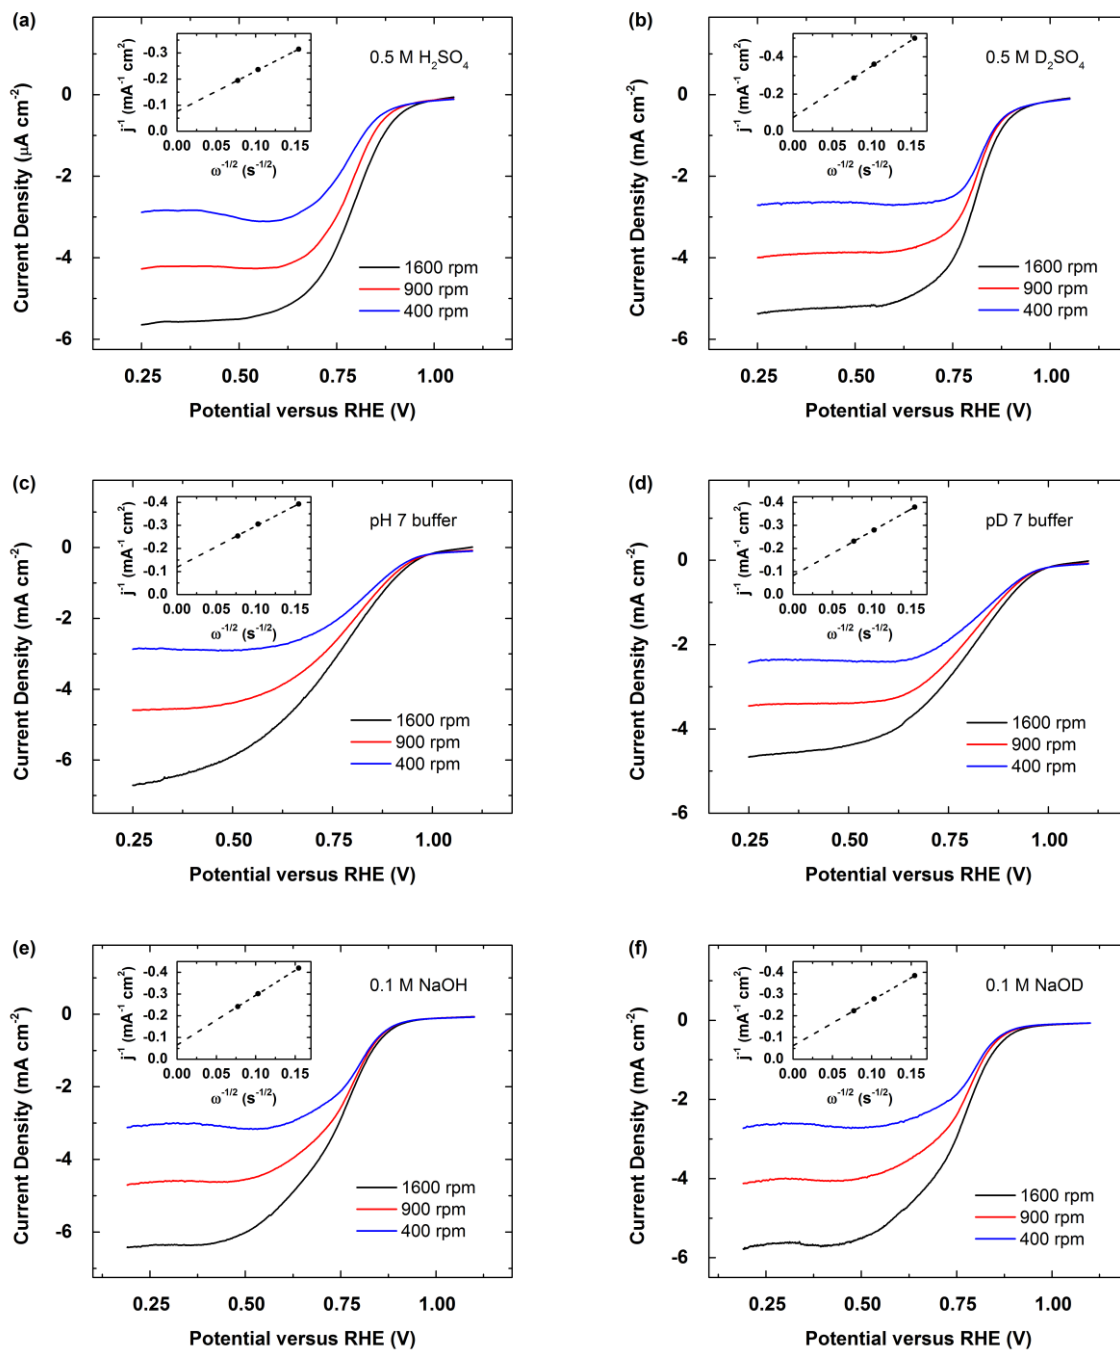 (a)
0.5 M H₂SO₄
j⁻¹ (mA⁻¹ cm²)
-0.3
-0.2
-0.1
0.0
0.00 0.05 0.10 0.15
ω⁻¹/² (s⁻¹/²)
Current Density (μA cm⁻²)
0
-2
-4
-6
1600 rpm
900 rpm
400 rpm
0.25 0.50 0.75 1.00
Potential versus RHE (V)
(b)
0.5 M D₂SO₄
j⁻¹ (mA⁻¹ cm²)
-0.4
-0.2
0.0
0.00 0.05 0.10 0.15
ω⁻¹/² (s⁻¹/²)
Current Density (mA cm⁻²)
0
-2
-4
-6
1600 rpm
900 rpm
400 rpm
0.25 0.50 0.75 1.00
Potential versus RHE (V)
(c)
pH 7 buffer
j⁻¹ (mA⁻¹ cm²)
-0.4
-0.3
-0.2
-0.1
0.0
0.00 0.05 0.10 0.15
ω⁻¹/² (s⁻¹/²)
Current Density (mA cm⁻²)
0
-2
-4
-6
1600 rpm
900 rpm
400 rpm
0.25 0.50 0.75 1.00
Potential versus RHE (V)
(d)
pD 7 buffer
j⁻¹ (mA⁻¹ cm²)
-0.4
-0.3
-0.2
-0.1
0.0
0.00 0.05 0.10 0.15
ω⁻¹/² (s⁻¹/²)
Current Density (mA cm⁻²)
0
-2
-4
-6
1600 rpm
900 rpm
400 rpm
0.25 0.50 0.75 1.00
Potential versus RHE (V)
(e)
0.1 M NaOH
j⁻¹ (mA⁻¹ cm²)
-0.4
-0.3
-0.2
-0.1
0.0
0.00 0.05 0.10 0.15
ω⁻¹/² (s⁻¹/²)
Current Density (mA cm⁻²)
0
-2
-4
-6
1600 rpm
900 rpm
400 rpm
0.25 0.50 0.75 1.00
Potential versus RHE (V)
(f)
0.1 M NaOD
j⁻¹ (mA⁻¹ cm²)
-0.4
-0.3
-0.2
-0.1
0.0
0.00 0.05 0.10 0.15
ω⁻¹/² (s⁻¹/²)
Current Density (mA cm⁻²)
0
-2
-4
-6
1600 rpm
900 rpm
400 rpm
0.25 0.50 0.75 1.00
Potential versus RHE (V)